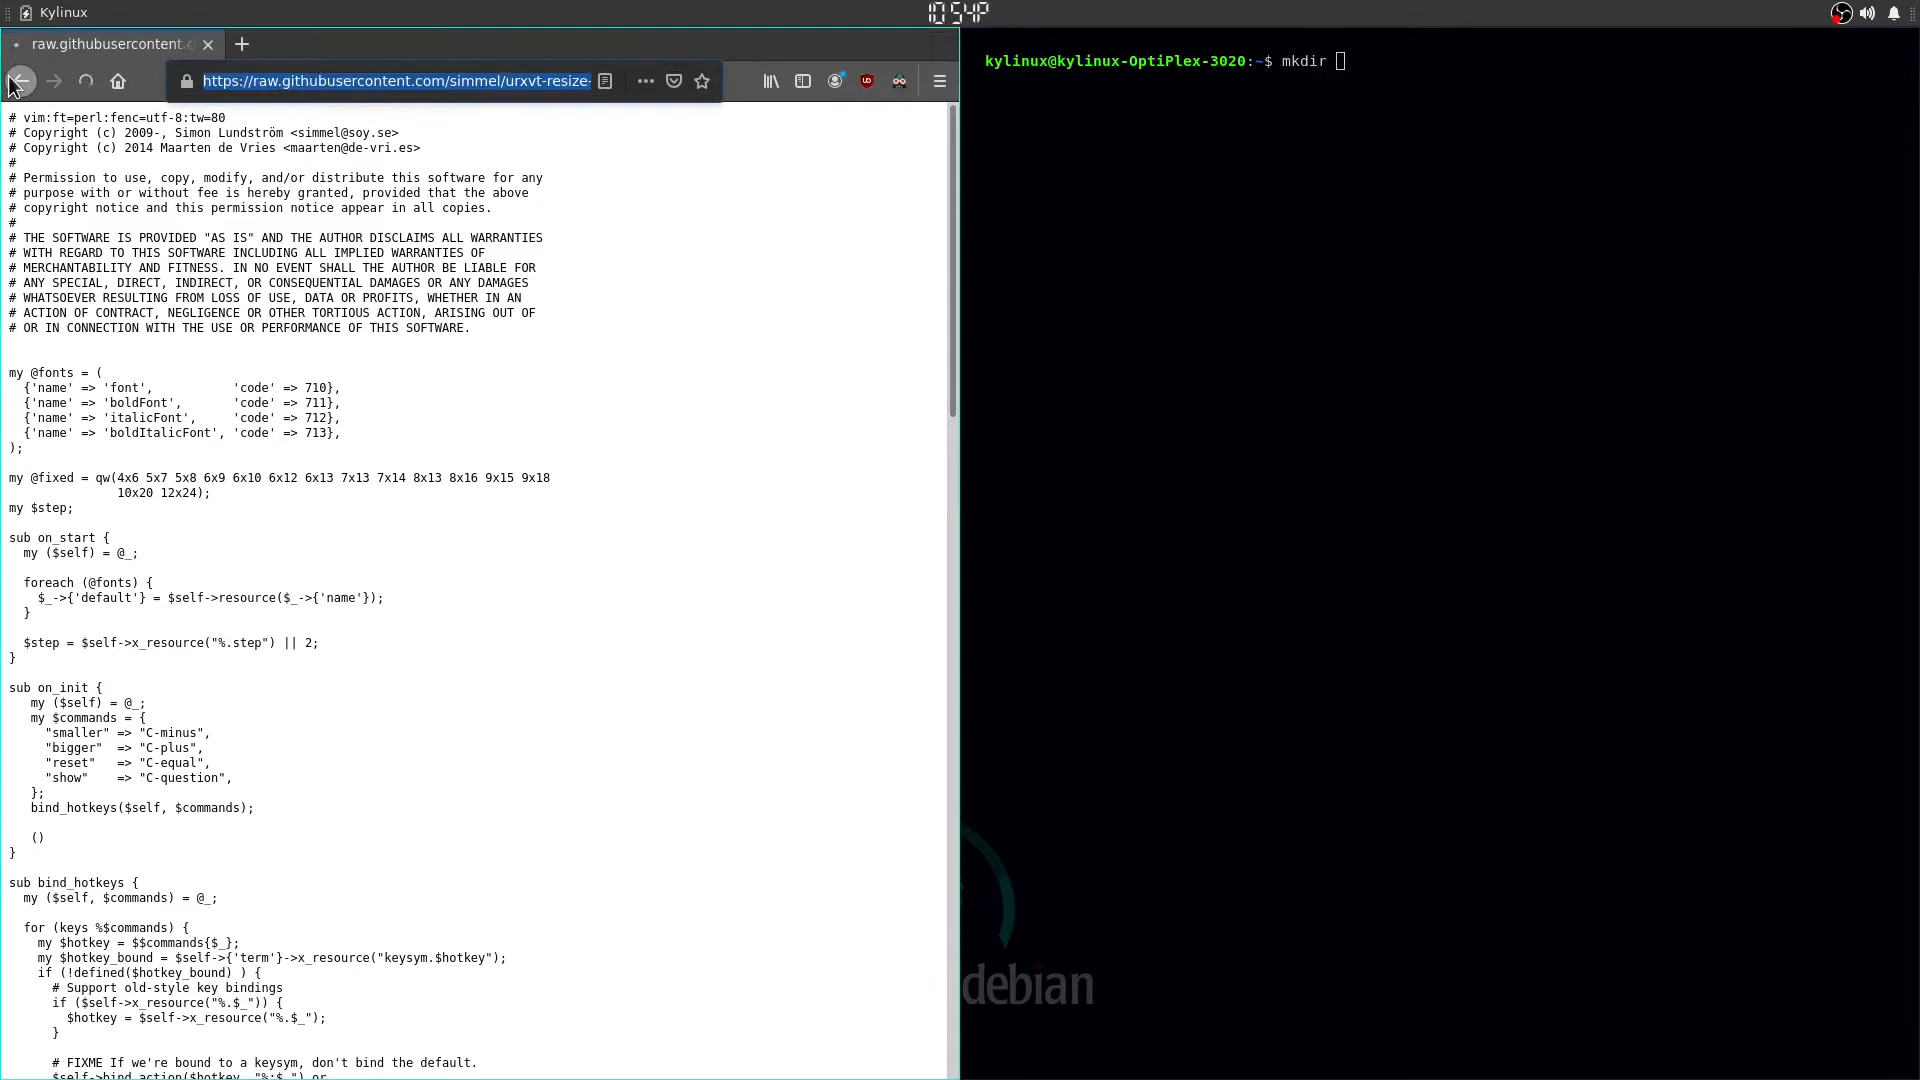 Kylinux
10:54P
raw.githubusercontent.c
https://raw.githubusercontent.com/simmel/urxvt-resize-
# vim:ft=perl:fenc=utf-8:tw=80
# Copyright (c) 2009-, Simon Lundström <simmel@soy.se>
# Copyright (c) 2014 Maarten de Vries <maarten@de-vri.es>
#
# Permission to use, copy, modify, and/or distribute this software for any
# purpose with or without fee is hereby granted, provided that the above
# copyright notice and this permission notice appear in all copies.
#
# THE SOFTWARE IS PROVIDED "AS IS" AND THE AUTHOR DISCLAIMS ALL WARRANTIES
# WITH REGARD TO THIS SOFTWARE INCLUDING ALL IMPLIED WARRANTIES OF
# MERCHANTABILITY AND FITNESS. IN NO EVENT SHALL THE AUTHOR BE LIABLE FOR
# ANY SPECIAL, DIRECT, INDIRECT, OR CONSEQUENTIAL DAMAGES OR ANY DAMAGES
# WHATSOEVER RESULTING FROM LOSS OF USE, DATA OR PROFITS, WHETHER IN AN
# ACTION OF CONTRACT, NEGLIGENCE OR OTHER TORTIOUS ACTION, ARISING OUT OF
# OR IN CONNECTION WITH THE USE OR PERFORMANCE OF THIS SOFTWARE.
my @fonts = (
  {'name' => 'font',           'code' => 710},
  {'name' => 'boldFont',       'code' => 711},
  {'name' => 'italicFont',     'code' => 712},
  {'name' => 'boldItalicFont', 'code' => 713},
);
my @fixed = qw(4x6 5x7 5x8 6x9 6x10 6x12 6x13 7x13 7x14 8x13 8x16 9x15 9x18
               10x20 12x24);
my $step;
sub on_start {
  my ($self) = @_;
  foreach (@fonts) {
    $_->{'default'} = $self->resource($_->{'name'});
  }
  $step = $self->x_resource("%.step") || 2;
}
sub on_init {
   my ($self) = @_;
   my $commands = {
     "smaller" => "C-minus",
     "bigger"  => "C-plus",
     "reset"   => "C-equal",
     "show"    => "C-question",
   };
   bind_hotkeys($self, $commands);
   ()
}
sub bind_hotkeys {
  my ($self, $commands) = @_;
  for (keys %$commands) {
    my $hotkey = $$commands{$_};
    my $hotkey_bound = $self->{'term'}->x_resource("keysym.$hotkey");
    if (!defined($hotkey_bound) ) {
      # Support old-style key bindings
      if ($self->x_resource("%.$_")) {
        $hotkey = $self->x_resource("%.$_");
      }
      # FIXME If we're bound to a keysym, don't bind the default.
      $self->bind_action($hotkey, "%:$_") or
kylinux@kylinux-OptiPlex-3020:~$ mkdir
debian